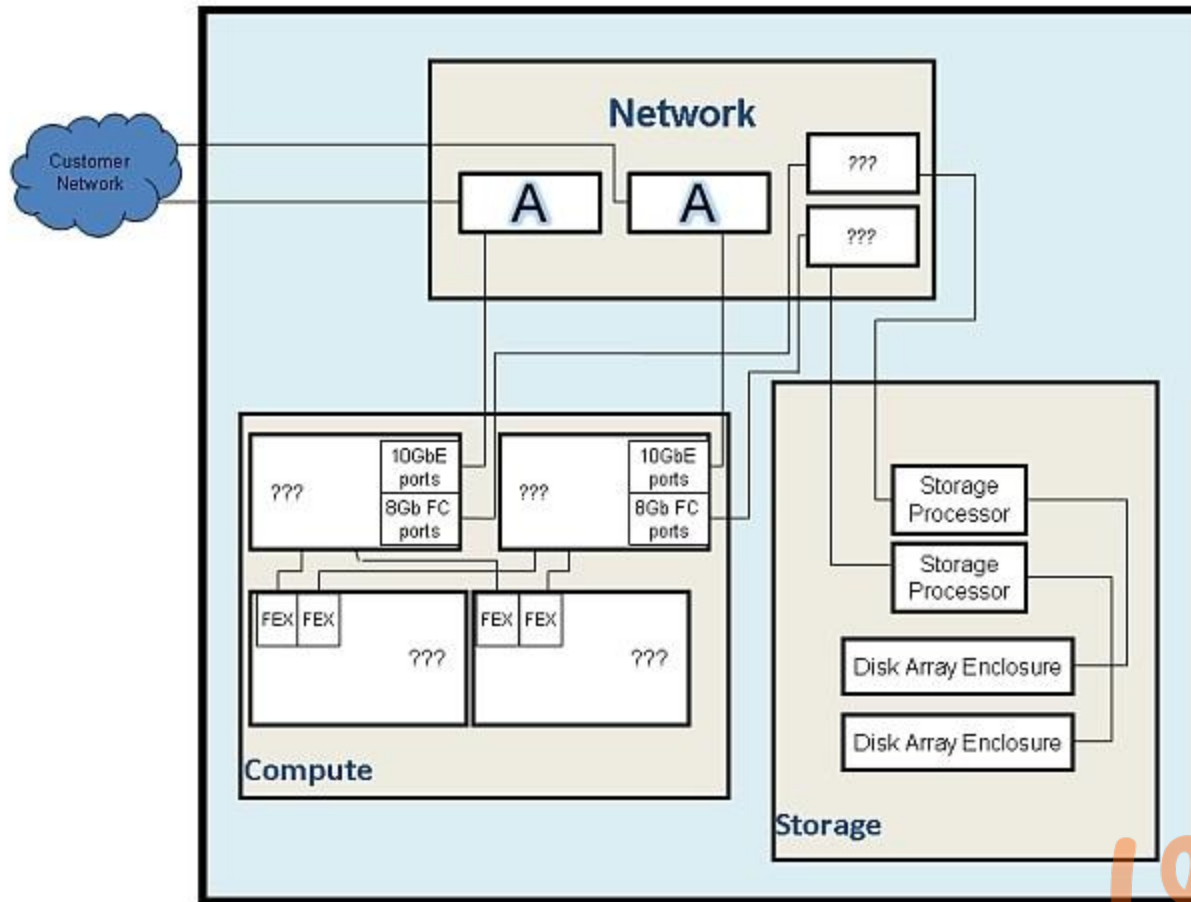 Network
Customer
Network
A
A
???
???
10GbE
ports
8Gb FC
ports
???
10GbE
ports
8Gb FC
ports
???
FEX
FEX
???
FEX
FEX
???
Compute
Storage
Processor
Storage
Processor
Disk Array Enclosure
Disk Array Enclosure
Storage